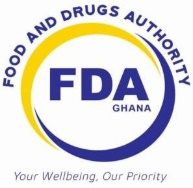 FOOD AND DRUGS AUTHORITY
FDA
GHANA
Your Wellbeing, Our Priority